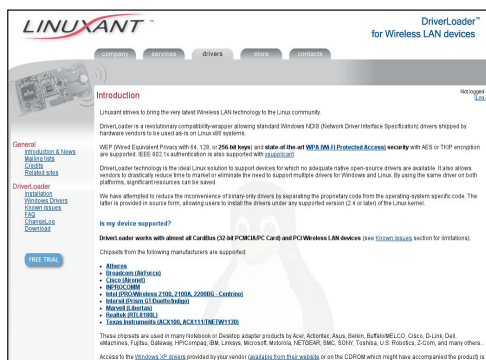 LINUXANT ™
DriverLoader™
for Wireless LAN devices
company services drivers store contacts
Not logged
Introduction
Linuxant strives to bring the very latest Wireless LAN technology to the Linux community.
DriverLoader is a revolutionary compatibility-wrapper allowing standard Windows NDIS (Network Driver Interface Specification) drivers shipped by
hardware vendors to be used as-is on Linux x86 systems.
WEP (Wired Equivalent Privacy with 64, 128, or 256-bit keys) and state-of-the-art WPA (Wi-Fi Protected Access) security with AES or TKIP encryption
are supported. IEEE 802.1x authentication is also supported with xsupplicant.
DriverLoader technology is the ideal Linux solution to support devices for which no adequate native open-source drivers are available. It also allows
vendors to drastically reduce time to market or eliminate the need to support multiple drivers for Windows and Linux. By using the same driver on both
platforms, significant resources can be saved.
We have attempted to reduce the inconvenience of binary-only drivers by separating the proprietary code from the operating-system specific code. The
latter is provided in source form, allowing users to install the drivers under any supported version (2.4 or later) of the Linux kernel.
Is my device supported?
DriverLoader works with almost all CardBus (32-bit PCMCIA/PC Card) and PCI Wireless LAN devices (see Known Issues section for limitations).
Chipsets from the following manufacturers are supported:
Atheros
Broadcom (AirForce)
Cisco (Aironet)
INPROCOMM
Intel (PRO/Wireless 2100, 2100A, 2200BG - Centrino)
Intersil (Prism GT/Duette/Indigo)
Marvell (Libertas)
Realtek (RTL8180L)
Texas Instruments (ACX100, ACX111/TNETW1130)
These chipsets are used in many Notebook or Desktop adapter products by Acer, Actiontec, Asus, Belkin, Buffalo/MELCO, Cisco, D-Link, Dell,
eMachines, Fujitsu, Gateway, HP/Compaq, IBM, Linksys, Microsoft, Motorola, NETGEAR, SMC, SONY, Toshiba, U.S. Robotics, Z-Com, and many others..
Access to the Windows XP drivers provided by your vendor (available from their website or on the CDROM which might have accompanied the product) is
General
Introduction & News
Mailing lists
Credits
Related sites
DriverLoader
Installation
Windows Drivers
Known issues
FAQ
ChangeLog
Download
FREE TRIAL